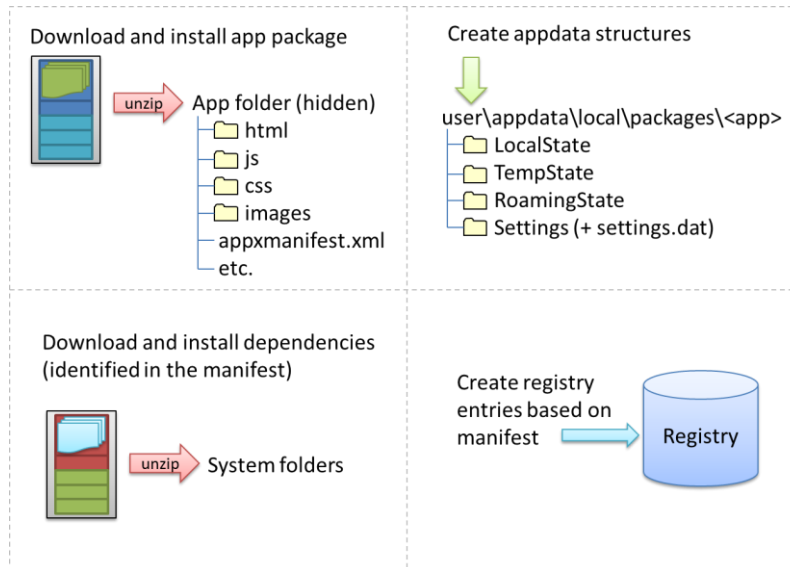 Download and install app package
unzip
App folder (hidden)
html
js
css
images
appxmanifest.xml
etc.
Create appdata structures
user\appdata\local\packages\<app>
LocalState
TempState
RoamingState
Settings (+ settings.dat)
Download and install dependencies
(identified in the manifest)
unzip
System folders
Create registry
entries based on
manifest
Registry